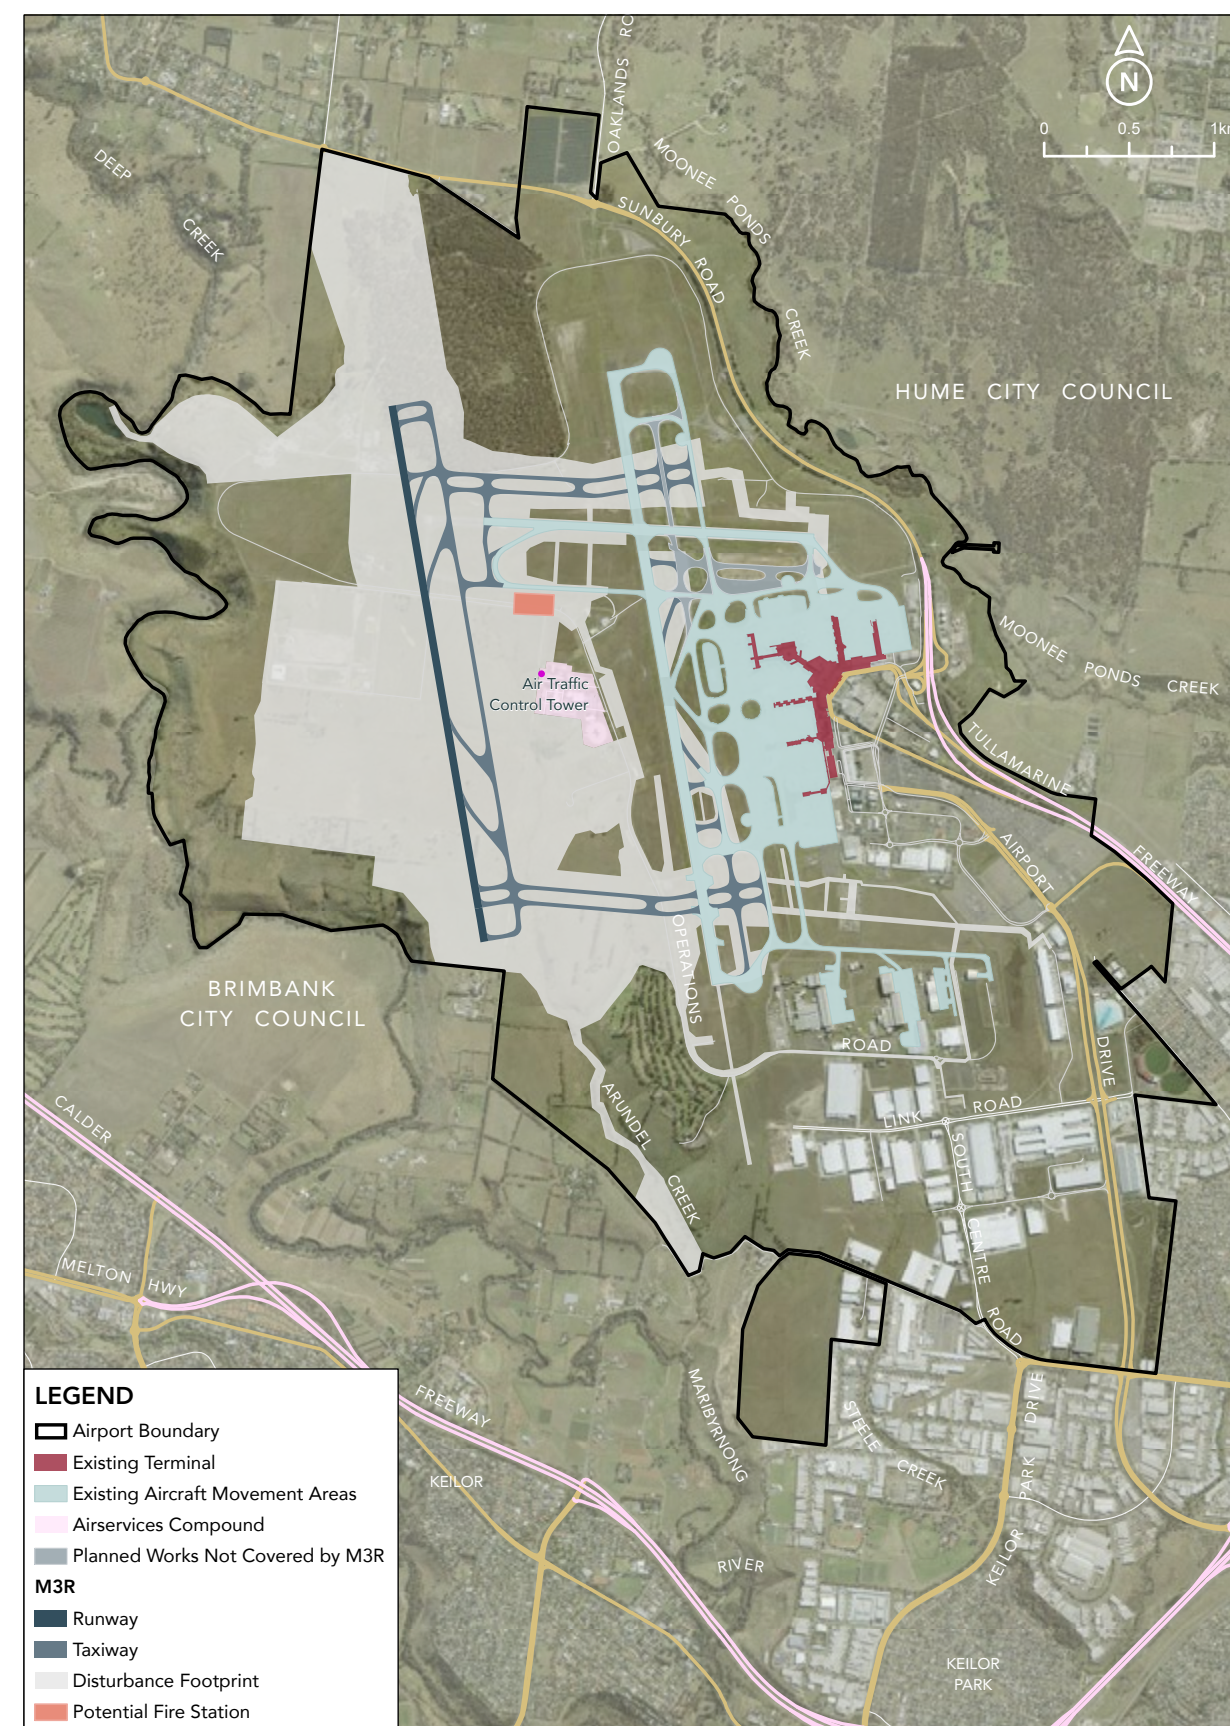 OAKLANDS RO
N
0 0.5 1km
DEEP
CREEK
MOONEE PONDS
CREEK
SUNBURY ROAD
HUME CITY COUNCIL
MOONEE PONDS CREEK
Air Traffic
Control Tower
TULLAMARINE
FREEWAY
AIRPORT
DRIVE
OPERATIONS
ROAD
BRIMBANK
CITY COUNCIL
LINK ROAD
SOUTH
CENTRE
ROAD
ARUNDEL
CREEK
CALDER
FREEWAY
MELTON HWY
MARIBYRNONG
RIVER
STEELE
CREEK
KEILOR PARK DRIVE
KEILOR
KEILOR
PARK
LEGEND
Airport Boundary
Existing Terminal
Existing Aircraft Movement Areas
Airservices Compound
Planned Works Not Covered by M3R
M3R
Runway
Taxiway
Disturbance Footprint
Potential Fire Station